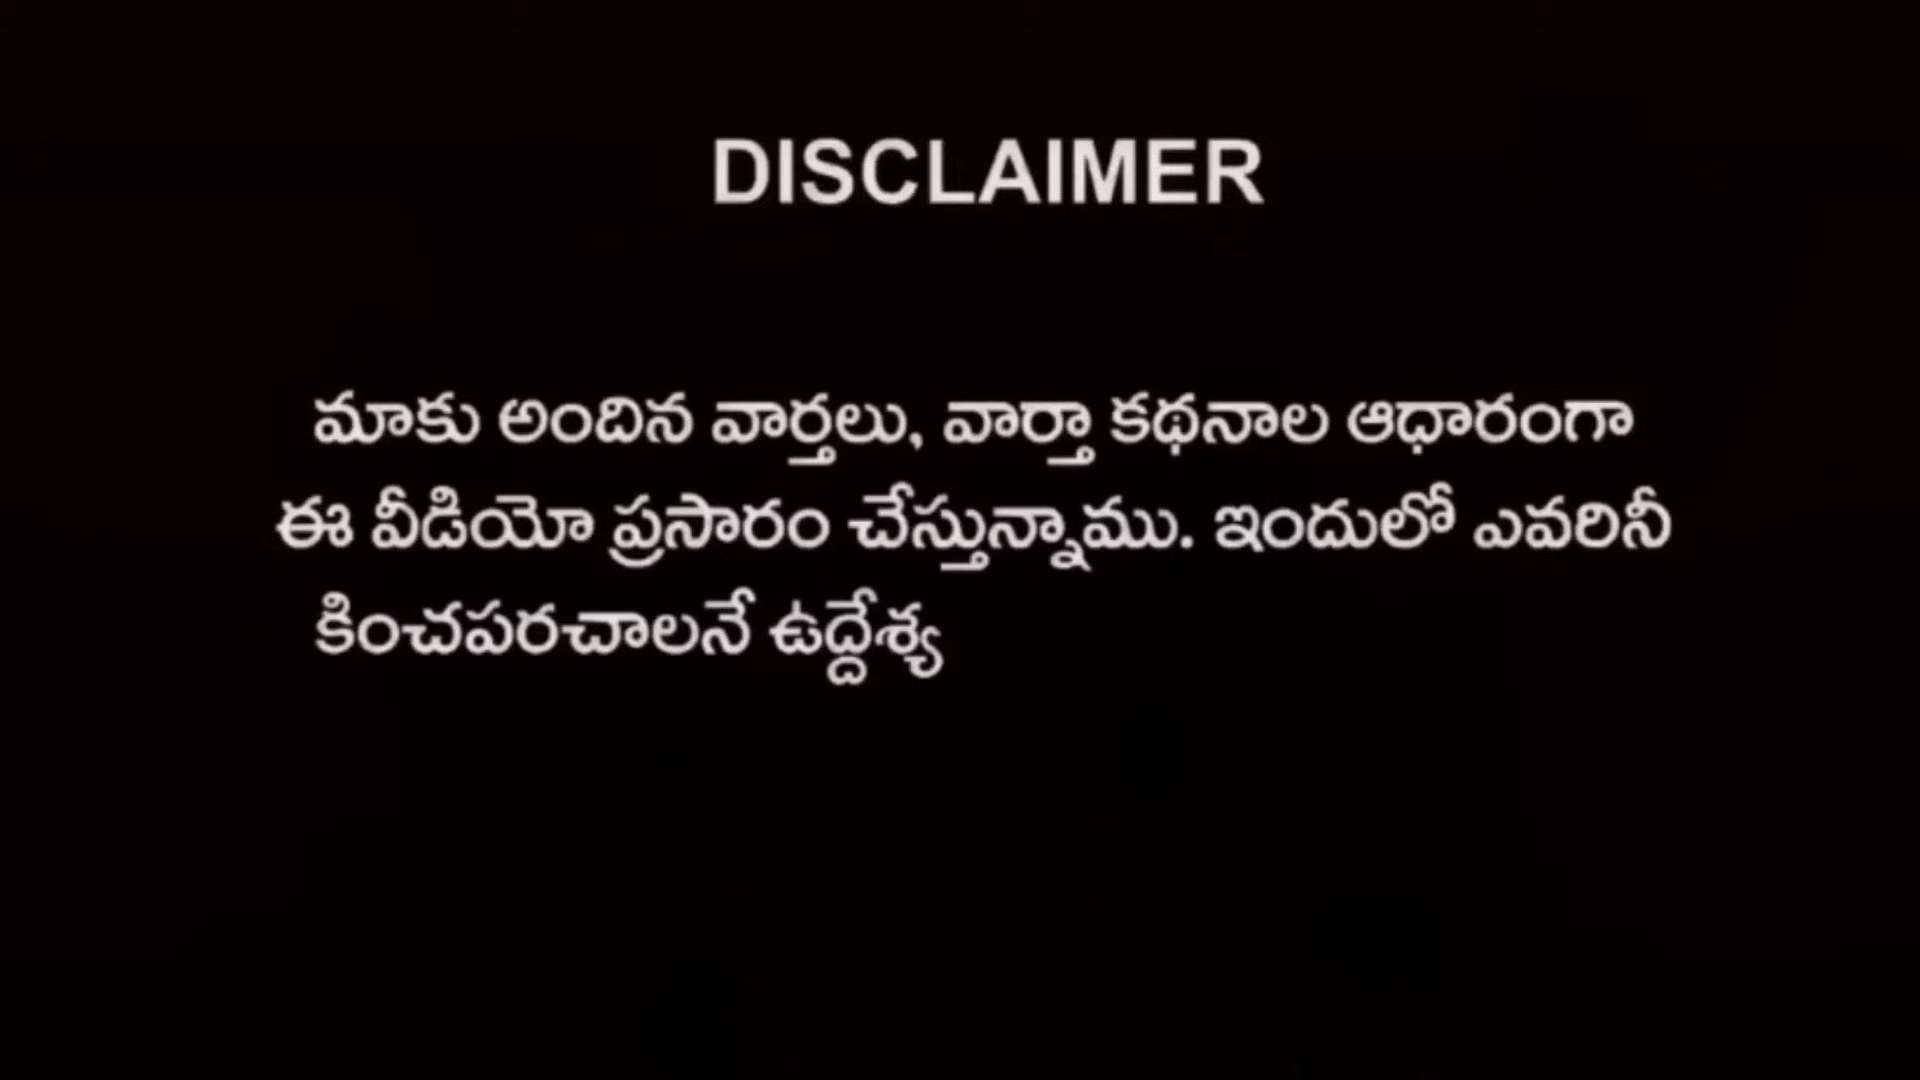 DISCLAIMER
మాకు అందిన వార్తలు, వార్తా కథనాల ఆధారంగా
ఈ వీడియో ప్రసారం చేస్తున్నాము. ఇందులో ఎవరినీ
కించపరచాలనే ఉద్దేశ్య